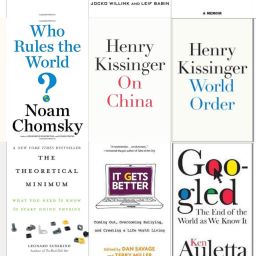 JOCKO WILLINK AND LEIF BABIN
A MEMOIR
Who
Rules the
World
?
Noam
Chomsky
Henry
Kissinger
On
China
Henry
Kissinger
World
Order
A NEW YORK TIMES BESTSELLER
THE
THEORETICAL
MINIMUM
WHAT YOU NEED TO KNOW
TO START DOING PHYSICS
LEONARD SUSSKIND
IT GETS
BETTER
Coming Out, Overcoming Bullying,
and Creating a Life Worth Living
Edited by DAN SAVAGE
and TERRY MILLER
Goo-
gled
The End of the
World as We Know It
Ken
Auletta